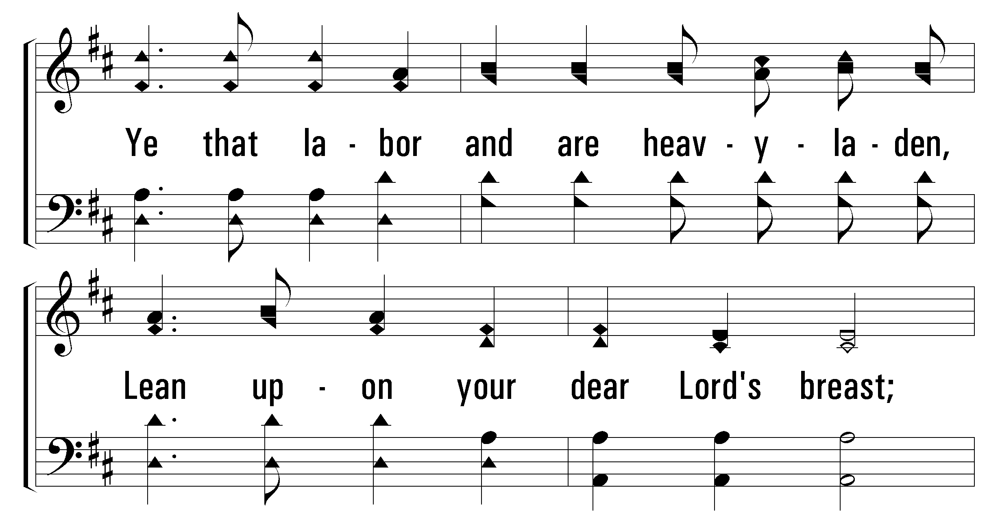 Ye that la - bor and are heav - y - la - den,
Lean up - on your dear Lord's breast;